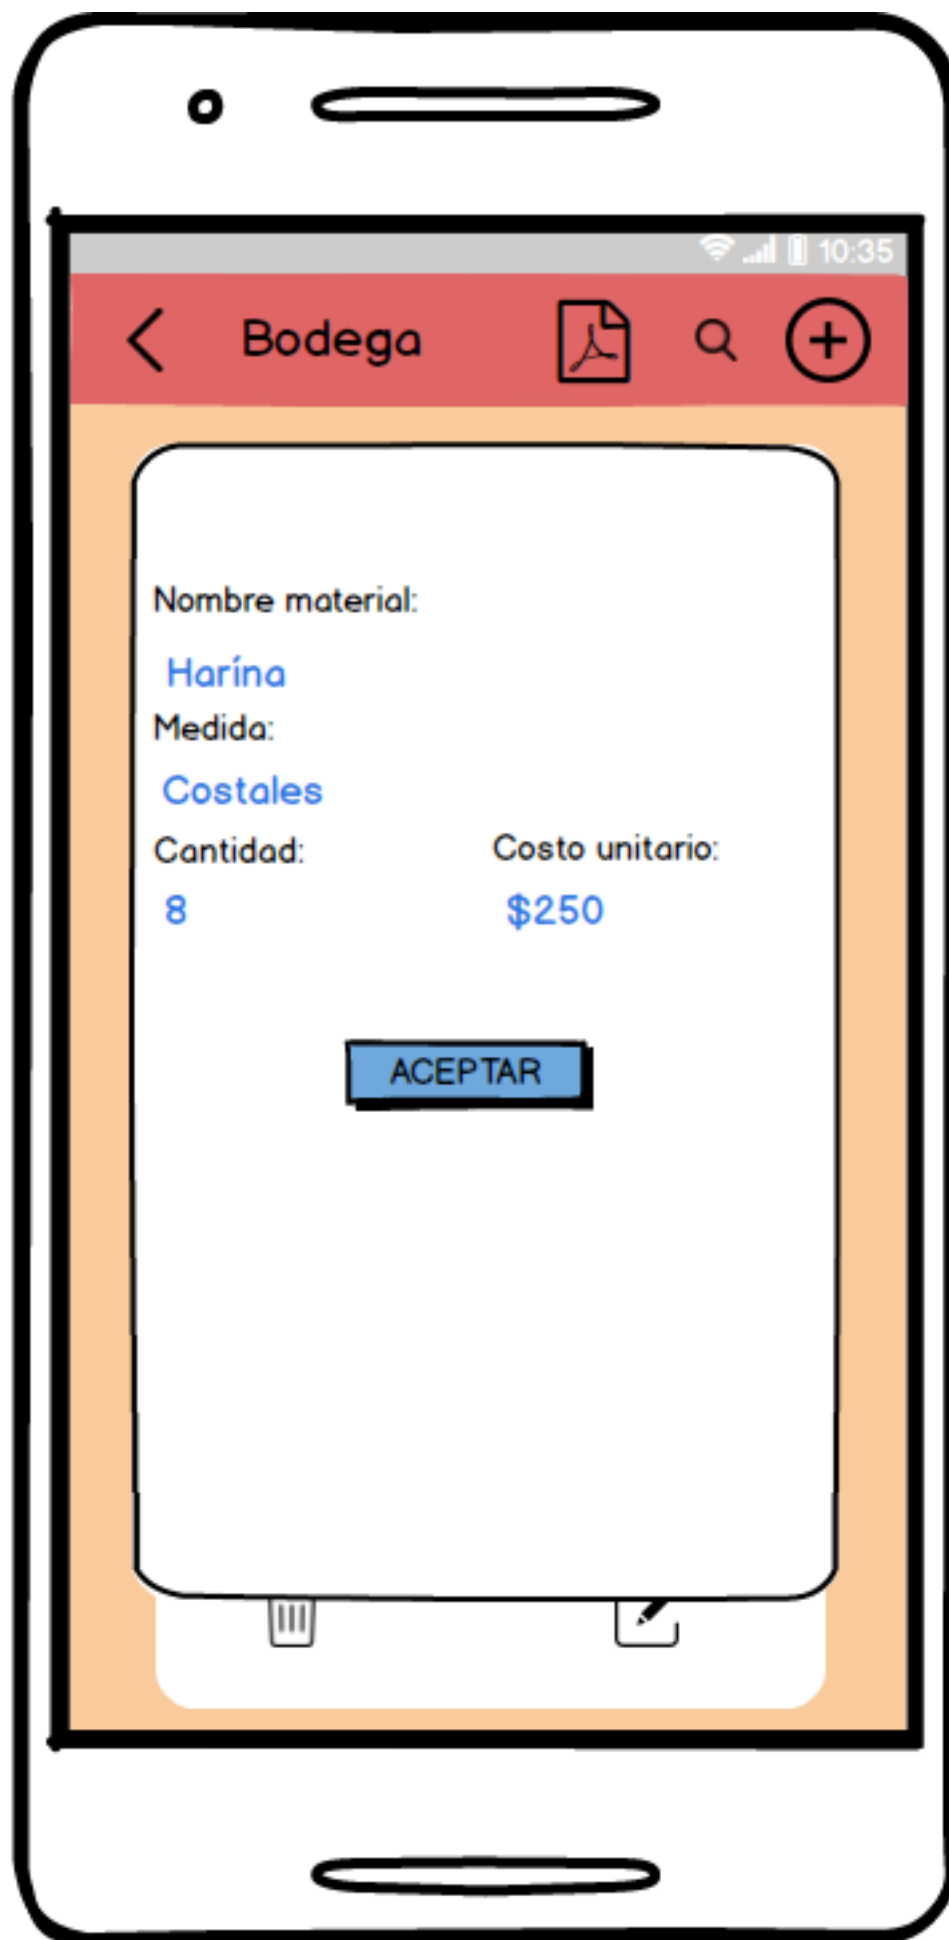 10:35
Bodega
Nombre material:
Harína
Medida:
Costales
Cantidad: Costo unitario:
8 $250
ACEPTAR